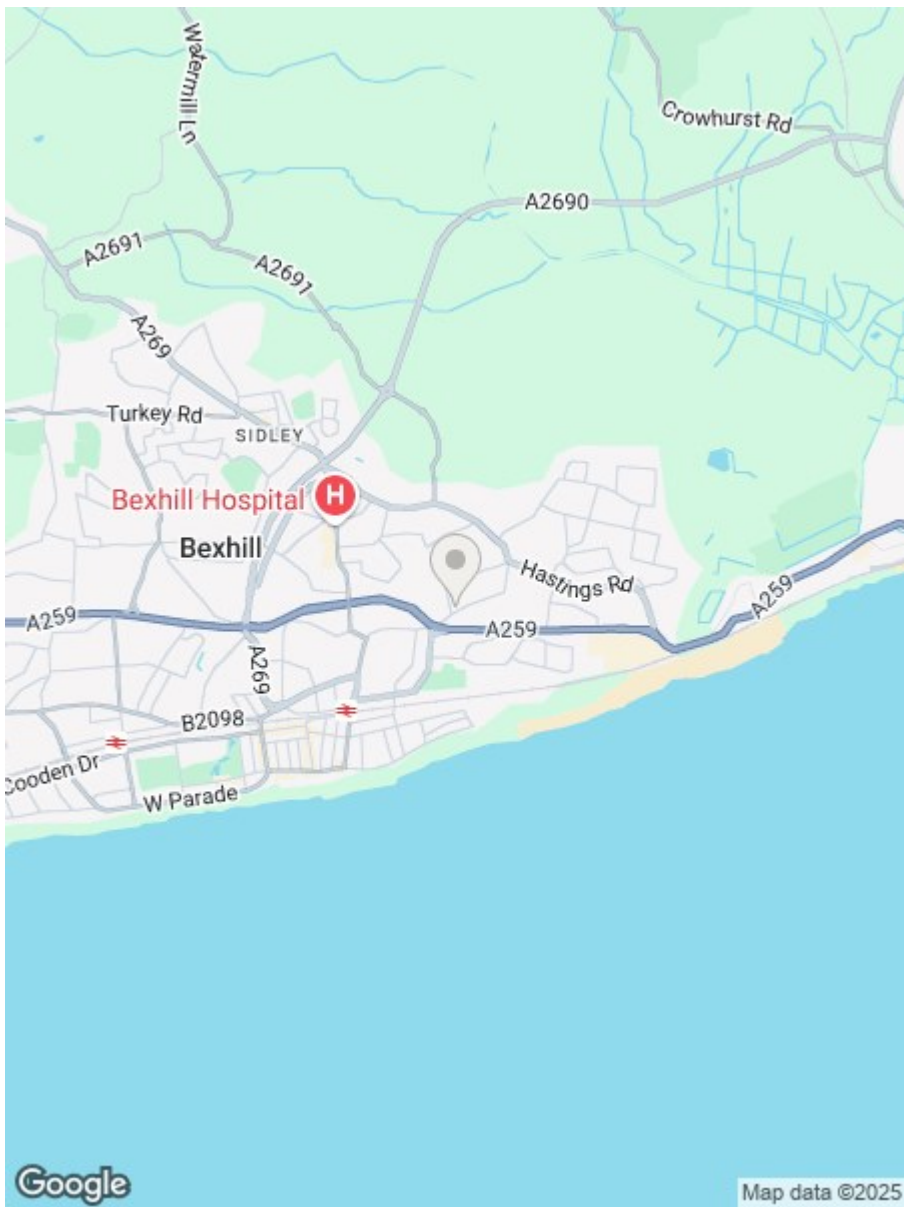 Watermill Ln
Crowhurst Rd
A2690
A2691
A2691
A269
Turkey Rd
SIDLEY
Bexhill Hospital
H
Bexhill
Hastings Rd
A259
A259
A259
A269
B2098
Cooden Dr
W Parade
Google
Map data ©2025